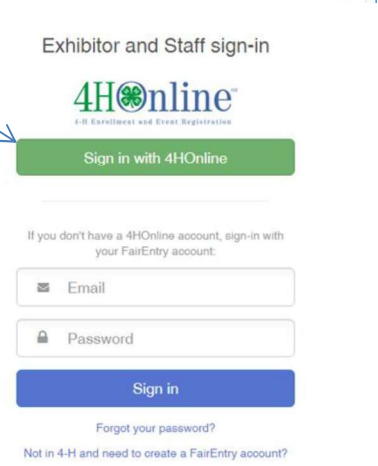 Exhibitor and Staff sign-in
4HOnline
4-H Enrollment and Event Registration
Sign in with 4HOnline
If you don't have a 4HOnline account, sign-in with
your FairEntry account:
Email
Password
Sign in
Forgot your password?
Not in 4-H and need to create a FairEntry account?